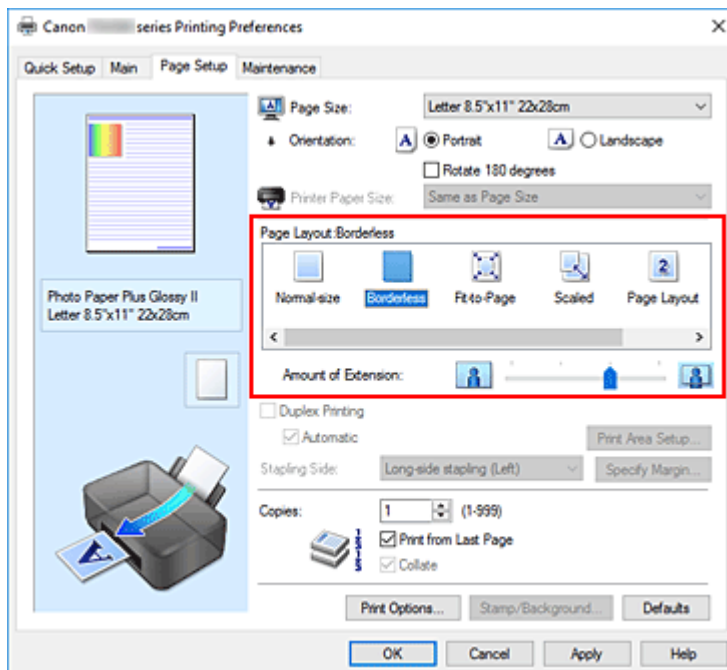 Canon series Printing Preferences
Quick Setup Main Page Setup Maintenance
Page Size: Letter 8.5"x11" 22x28cm
Orientation: A Portrait A Landscape
Rotate 180 degrees
Printer Paper Size: Same as Page Size
Page Layout:Borderless
2
Normal-size Borderless Fit-to-Page Scaled Page Layout
Photo Paper Plus Glossy II
Letter 8.5"x11" 22x28cm
Amount of Extension:
Duplex Printing
Automatic Print Area Setup...
Stapling Side: Long-side stapling (Left) Specify Margin...
Copies: 1 (1-999)
Print from Last Page
Collate
A
Print Options... Stamp/Background... Defaults
OK Cancel Apply Help